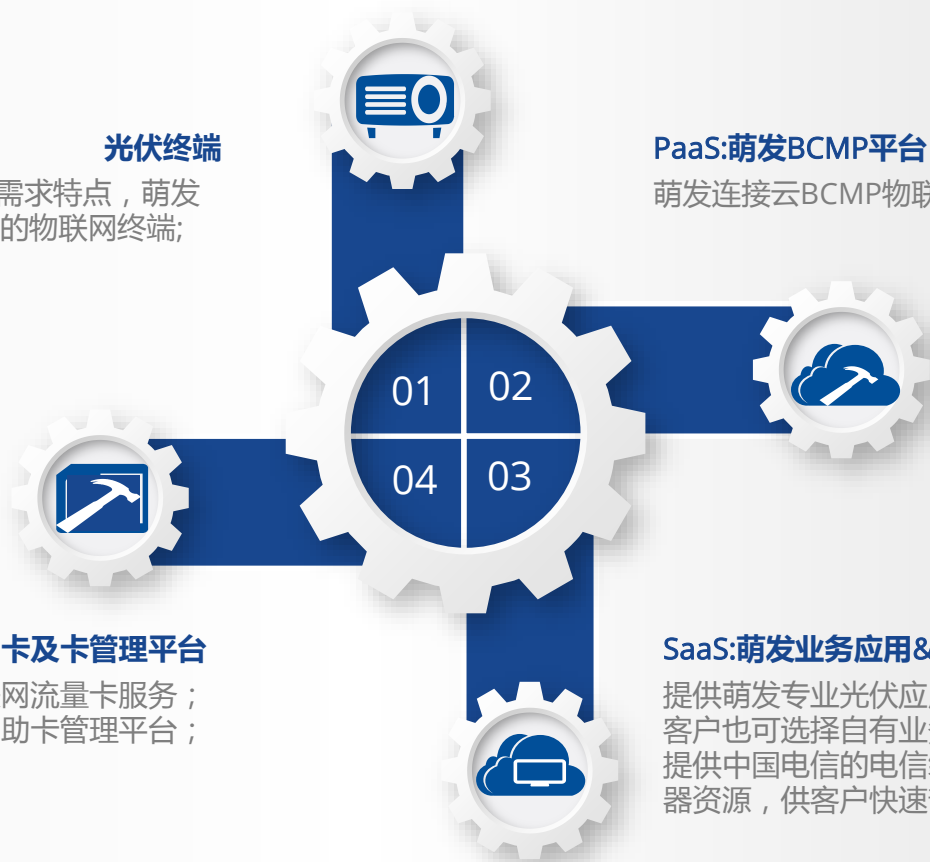 光伏终端
需求特点，萌发
的物联网终端;
PaaS:萌发BCMP平台
萌发连接云BCMP物联
01
02
04
03
卡及卡管理平台
网流量卡服务；
助卡管理平台；
SaaS:萌发业务应用&
提供萌发专业光伏应
客户也可选择自有业
提供中国电信的电信
器资源，供客户快速